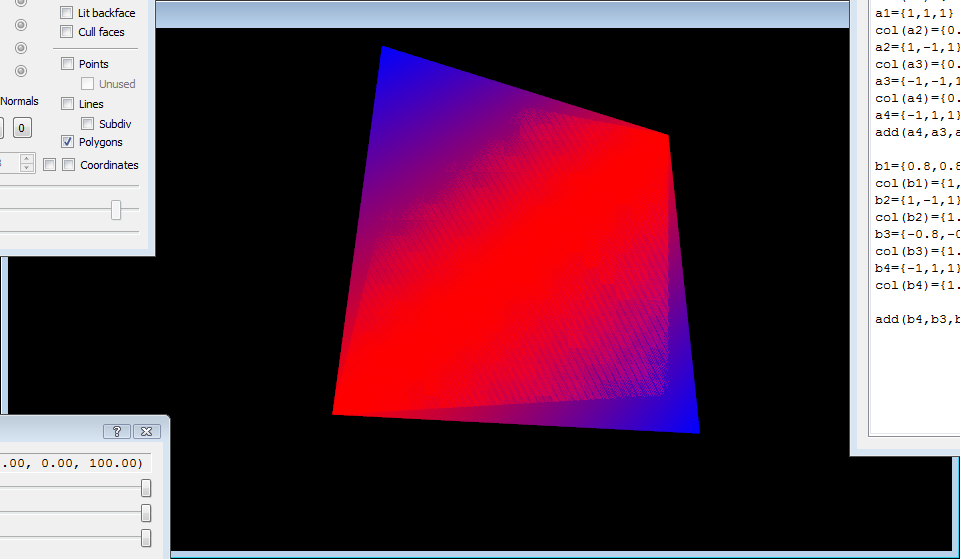 Lit backface
Cull faces
Points
Unused
Normals
Lines
0
Subdiv
Polygons
Coordinates
.00, 0.00, 100.00)
?
a1={1,1,1}
col(a2)={0.
a2={1,-1,1}
col(a3)={0.
a3={-1,-1,1
col(a4)={0.
a4={-1,1,1}
add(a4,a3,a
b1={0.8,0.8
col(b1)={1,
b2={1,-1,1}
col(b2)={1.
b3={-0.8,-0
col(b3)={1.
b4={-1,1,1}
col(b4)={1.
add(b4,b3,b